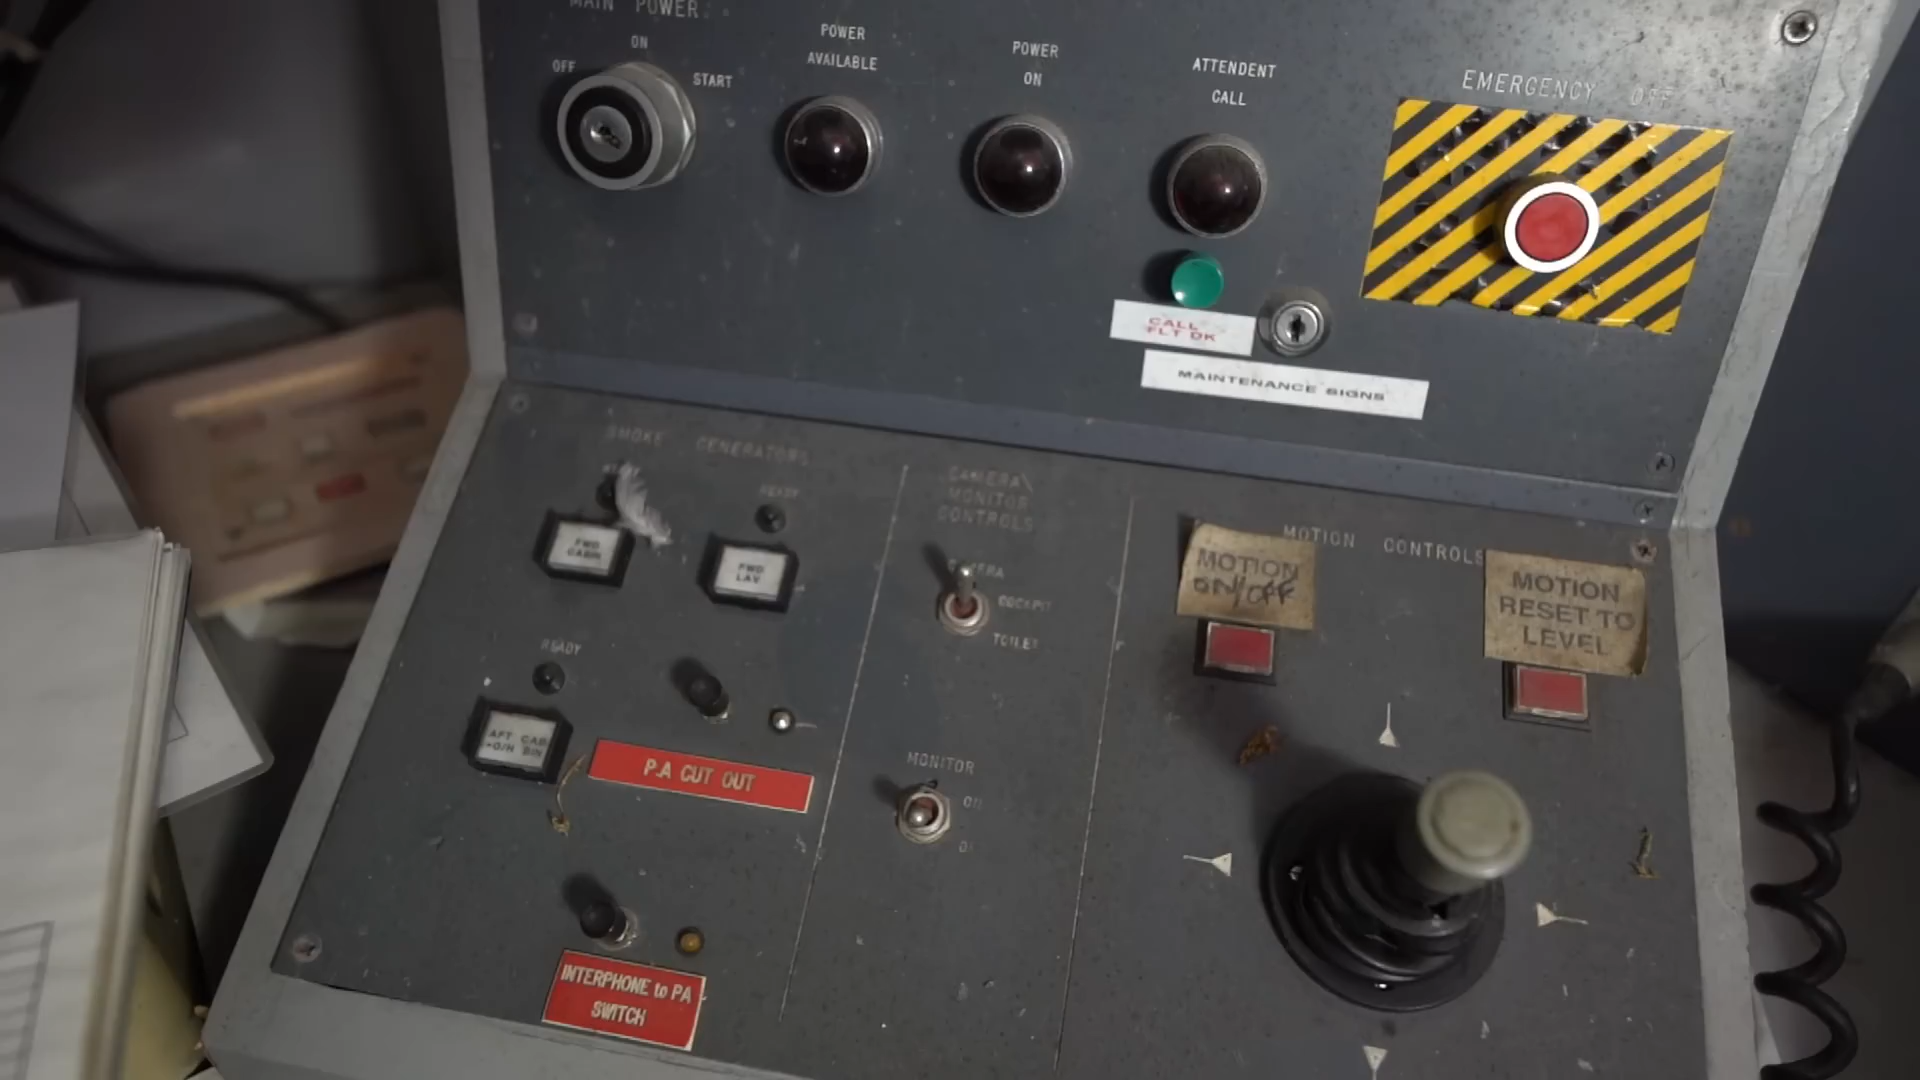 MAIN POWER
ON
OFF
START
POWER
AVAILABLE
POWER
ON
ATTENDENT
CALL
EMERGENCY OFF
CALL
FLT DK
MAINTENANCE SIGNS
SMOKE GENERATORS
READY
FWD
CABIN
FWD
LAV
READY
AFT CAB
+O/H BIN
P.A CUT OUT
INTERPHONE to PA
SWITCH
CAMERA\
MONITOR
CONTROLS
CAMERA
COCKPIT
TOILET
MONITOR
ON
MOTION CONTROLS
MOTION
ON/OFF
MOTION
RESET TO
LEVEL